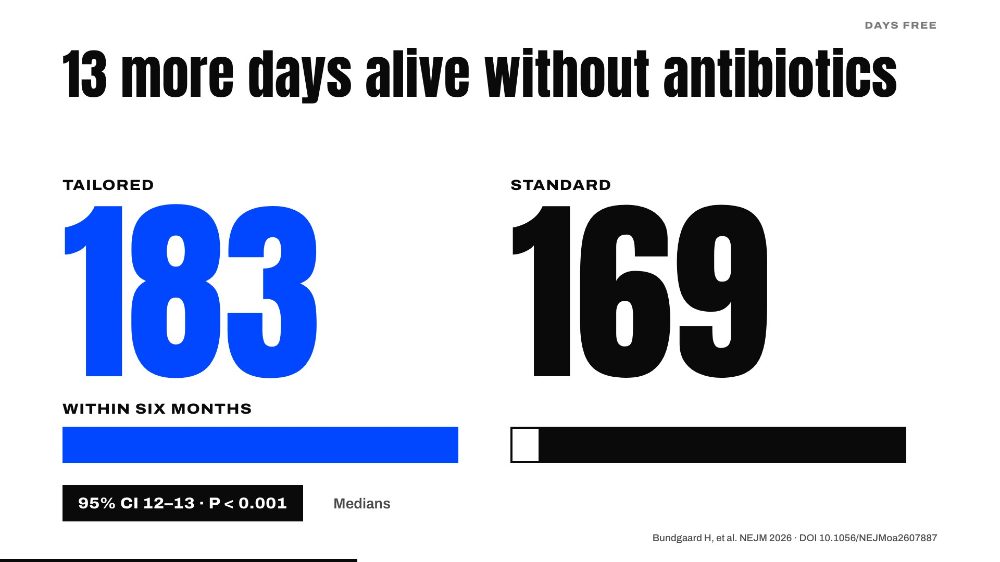 DAYS FREE
13 more days alive without antibiotics
TAILORED
183
STANDARD
169
WITHIN SIX MONTHS
95% CI 12–13 · P < 0.001
Medians
Bundgaard H, et al. NEJM 2026 · DOI 10.1056/NEJMoa2607887